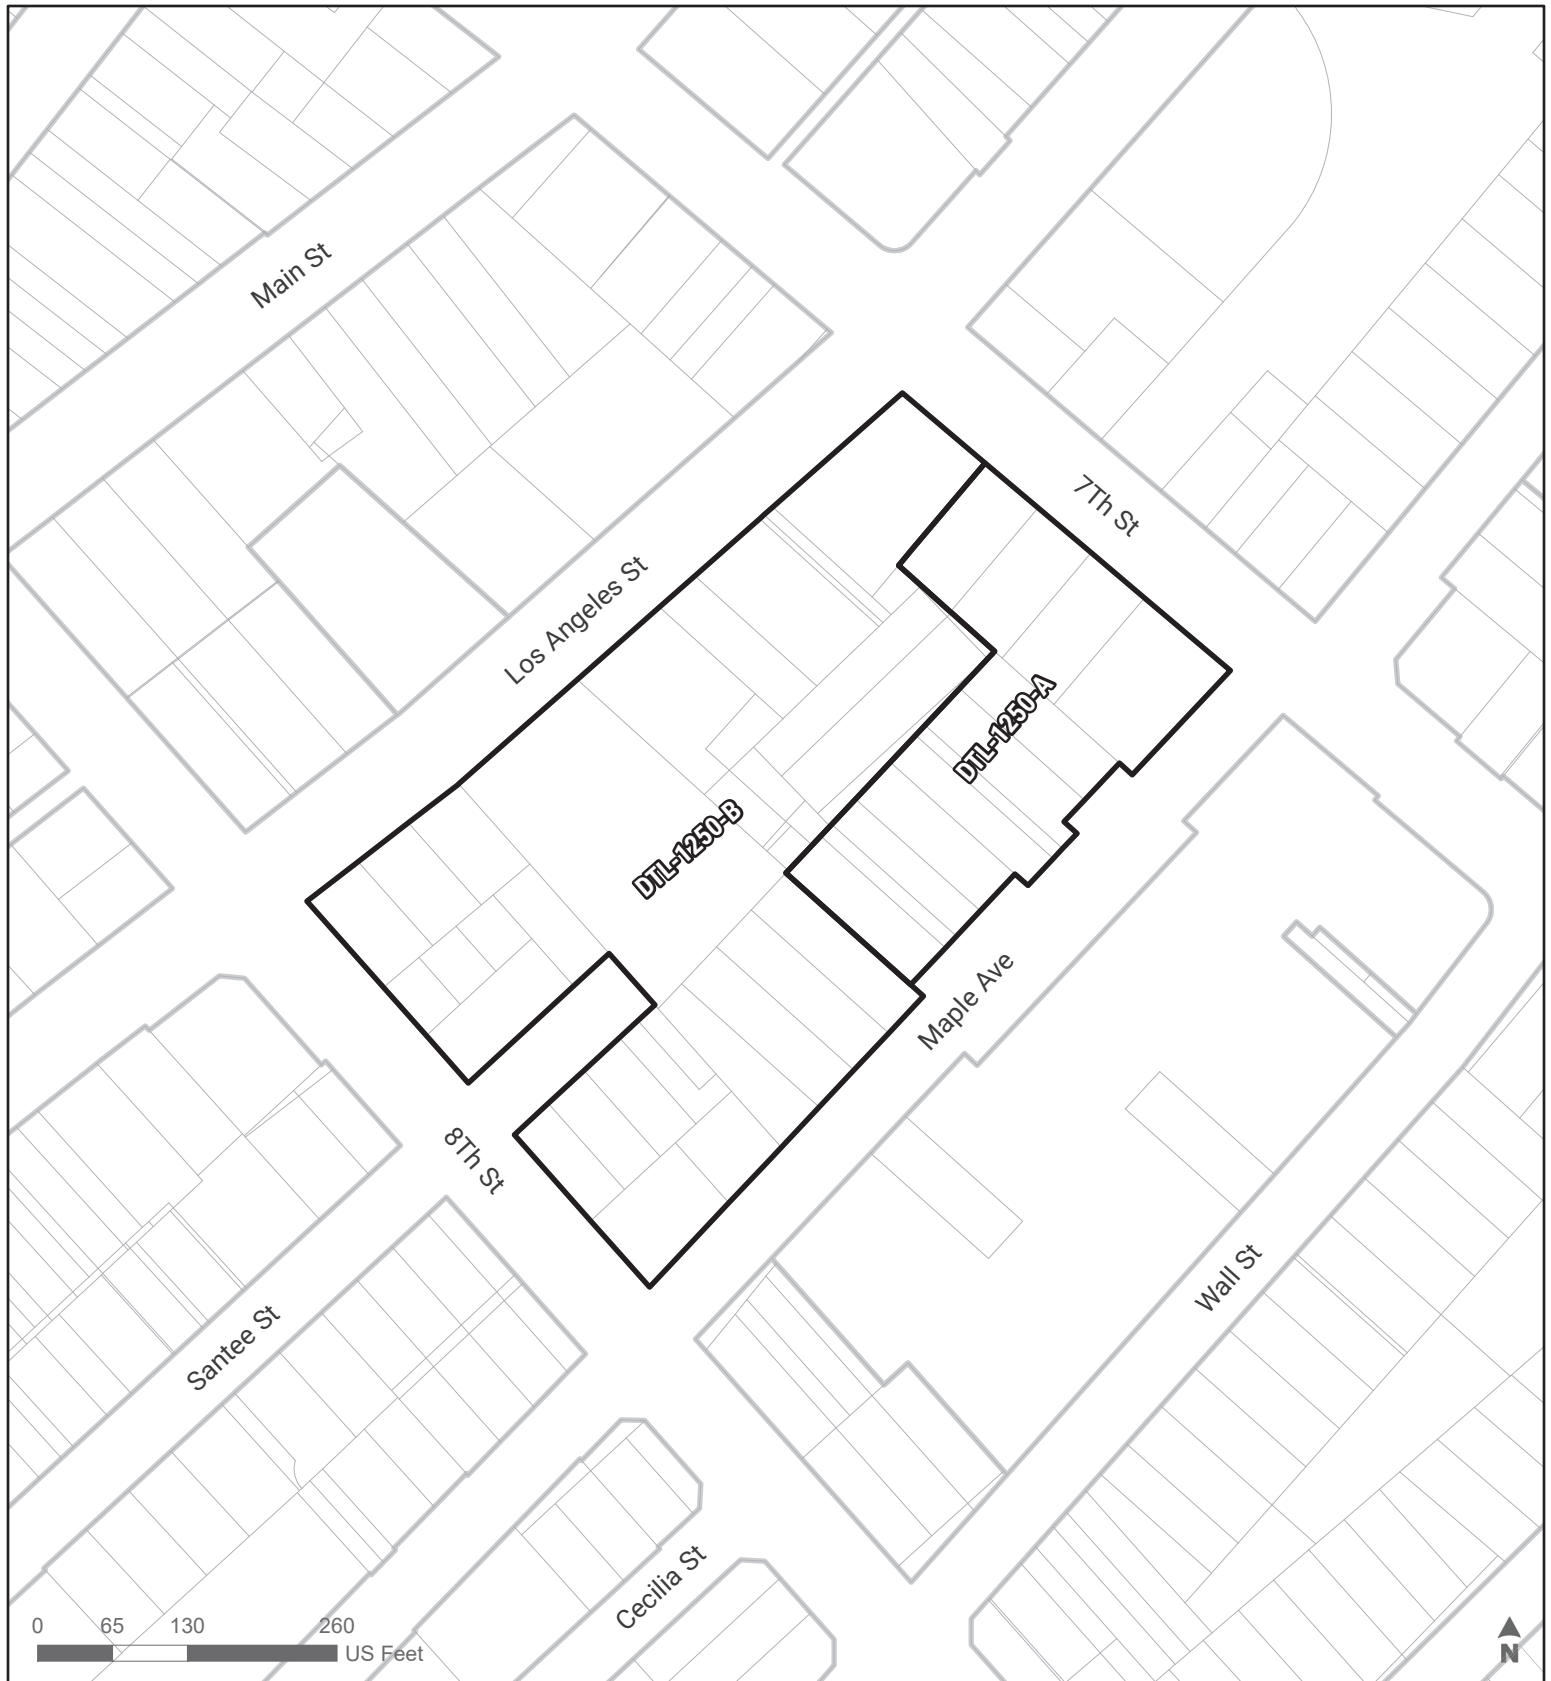 Main St
7Th St
Los Angeles St
DTL-1250-A
DTL-1250-B
Maple Ave
8Th St
Wall St
Santee St
Cecilia St
0 65 130 260
US Feet
N